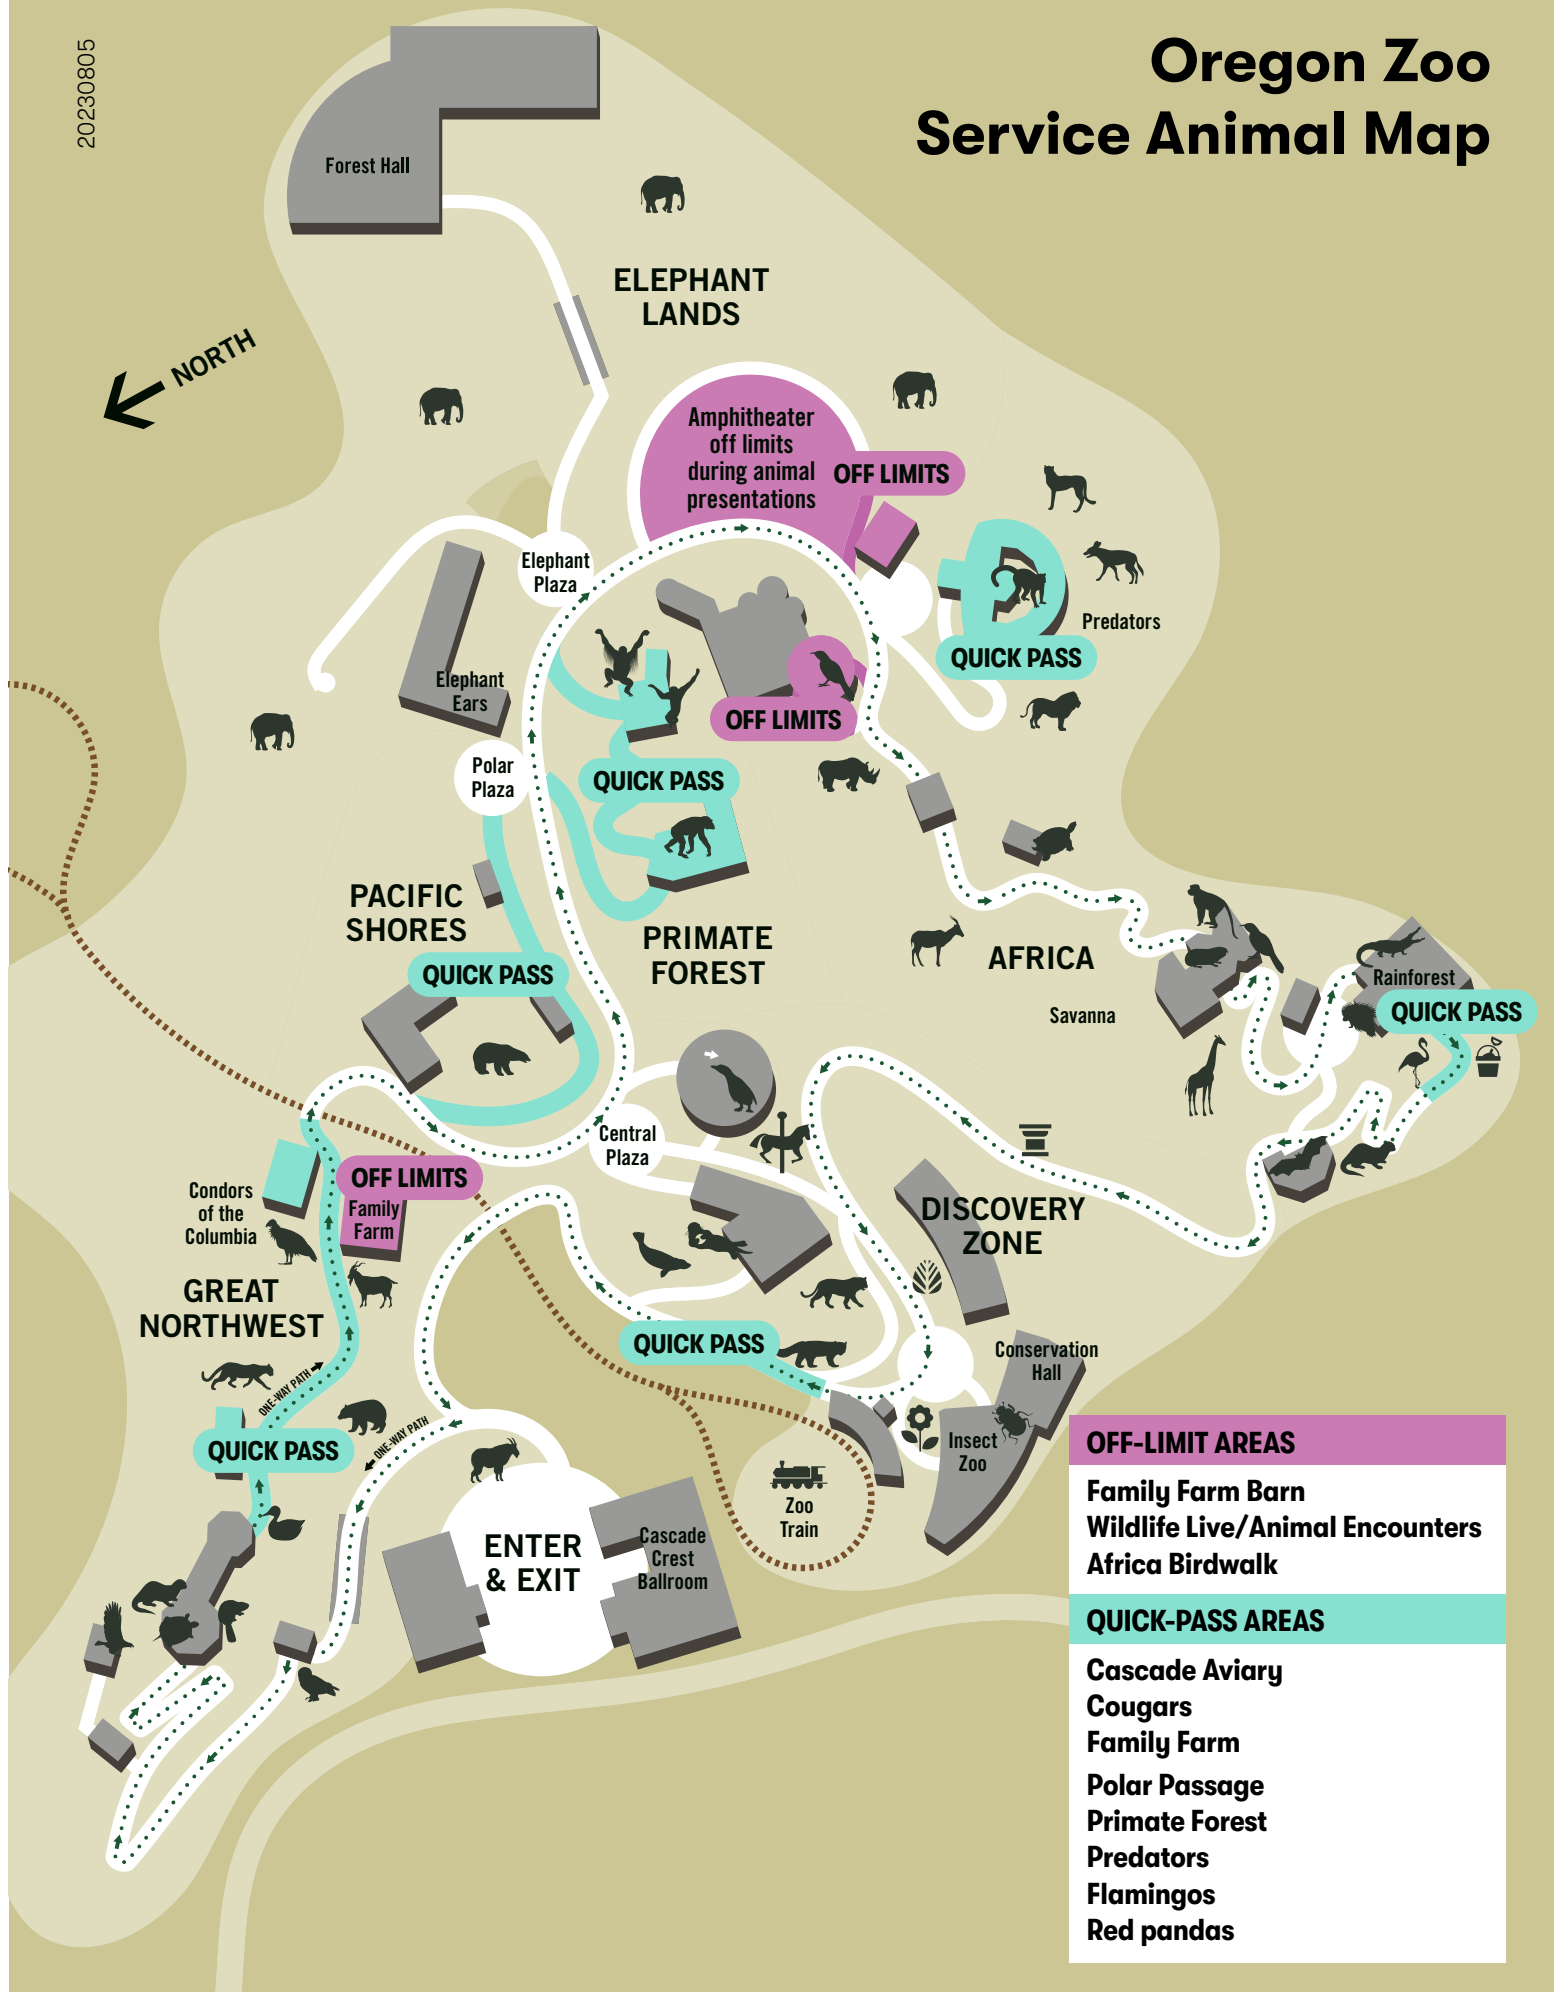 Oregon Zoo
Service Animal Map
20230805
Forest Hall
NORTH
ELEPHANT
LANDS
Amphitheater
off limits
during animal
presentations
OFF LIMITS
Elephant
Plaza
Predators
QUICK PASS
Elephant
Ears
OFF LIMITS
Polar
Plaza
QUICK PASS
PACIFIC
SHORES
QUICK PASS
PRIMATE
FOREST
AFRICA
Savanna
Rainforest
QUICK PASS
Central
Plaza
OFF LIMITS
Family
Farm
Condors
of the
Columbia
DISCOVERY
ZONE
GREAT
NORTHWEST
QUICK PASS
Conservation
Hall
ONE-WAY PATH
ONE-WAY PATH
QUICK PASS
Insect
Zoo
Zoo
Train
ENTER
& EXIT
Cascade
Crest
Ballroom
OFF-LIMIT AREAS
Family Farm Barn
Wildlife Live/Animal Encounters
Africa Birdwalk
QUICK-PASS AREAS
Cascade Aviary
Cougars
Family Farm
Polar Passage
Primate Forest
Predators
Flamingos
Red pandas